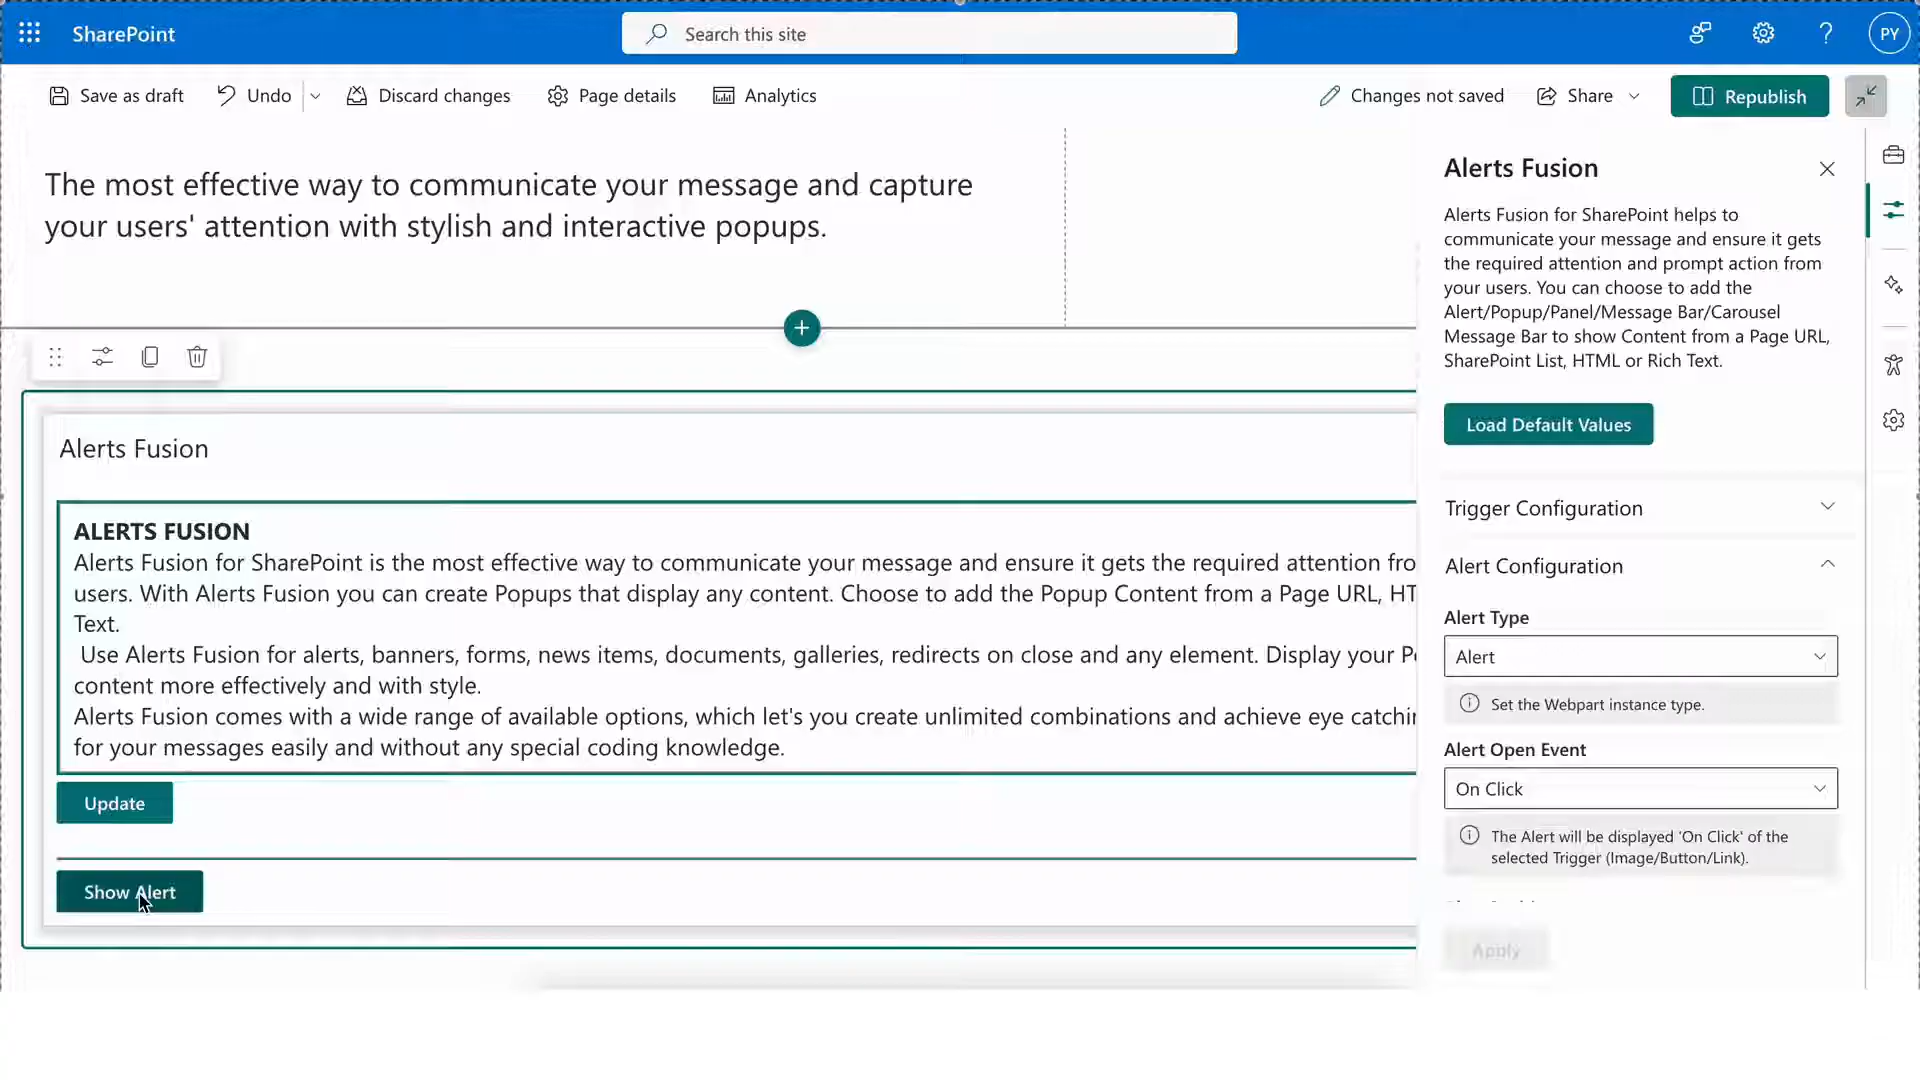 SharePoint
Search this site
PY
Save as draft
Undo
Discard changes
Page details
Analytics
Changes not saved
Share
Republish
The most effective way to communicate your message and capture
your users' attention with stylish and interactive popups.
Alerts Fusion
ALERTS FUSION
Alerts Fusion for SharePoint is the most effective way to communicate your message and ensure it gets the required attention fro
users. With Alerts Fusion you can create Popups that display any content. Choose to add the Popup Content from a Page URL, HT
Text.
Use Alerts Fusion for alerts, banners, forms, news items, documents, galleries, redirects on close and any element. Display your P
content more effectively and with style.
Alerts Fusion comes with a wide range of available options, which let's you create unlimited combinations and achieve eye catchi
for your messages easily and without any special coding knowledge.
Update
Show Alert
Alerts Fusion
Alerts Fusion for SharePoint helps to
communicate your message and ensure it gets
the required attention and prompt action from
your users. You can choose to add the
Alert/Popup/Panel/Message Bar/Carousel
Message Bar to show Content from a Page URL,
SharePoint List, HTML or Rich Text.
Load Default Values
Trigger Configuration
Alert Configuration
Alert Type
Alert
Set the Webpart instance type.
Alert Open Event
On Click
The Alert will be displayed 'On Click' of the
selected Trigger (Image/Button/Link).
Apply